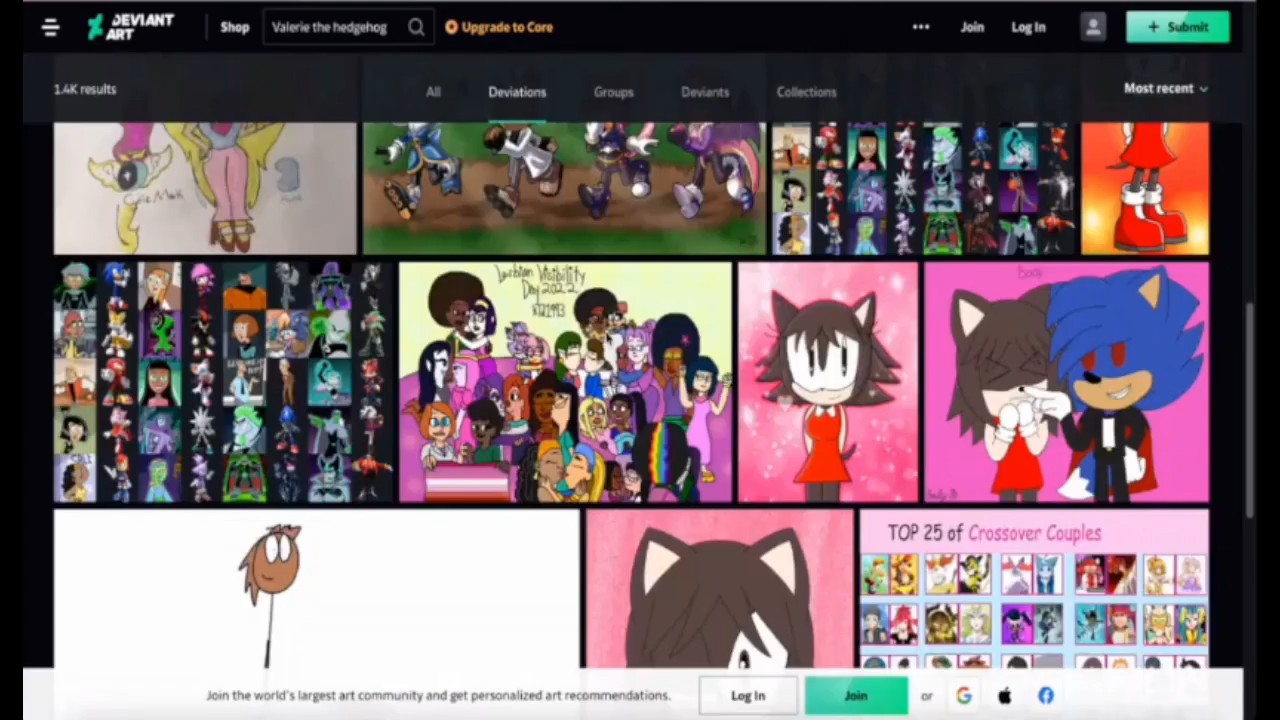 DEVIANT ART
Shop
Valerie the hedgehog
Upgrade to Core
Join
Log In
+ Submit
1.4K results
All
Deviations
Groups
Deviants
Collections
Most recent
Lesbian Visibility
Day 2022
TOP 25 of Crossover Couples
Join the world's largest art community and get personalized art recommendations.
Log In
Join
or